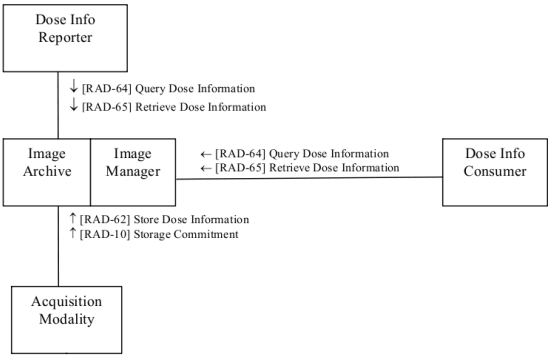 Dose Info
Reporter
↓ [RAD-64] Query Dose Information
↓ [RAD-65] Retrieve Dose Information
Image
Archive
Image
Manager
← [RAD-64] Query Dose Information
← [RAD-65] Retrieve Dose Information
Dose Info
Consumer
↑ [RAD-62] Store Dose Information
↑ [RAD-10] Storage Commitment
Acquisition
Modality